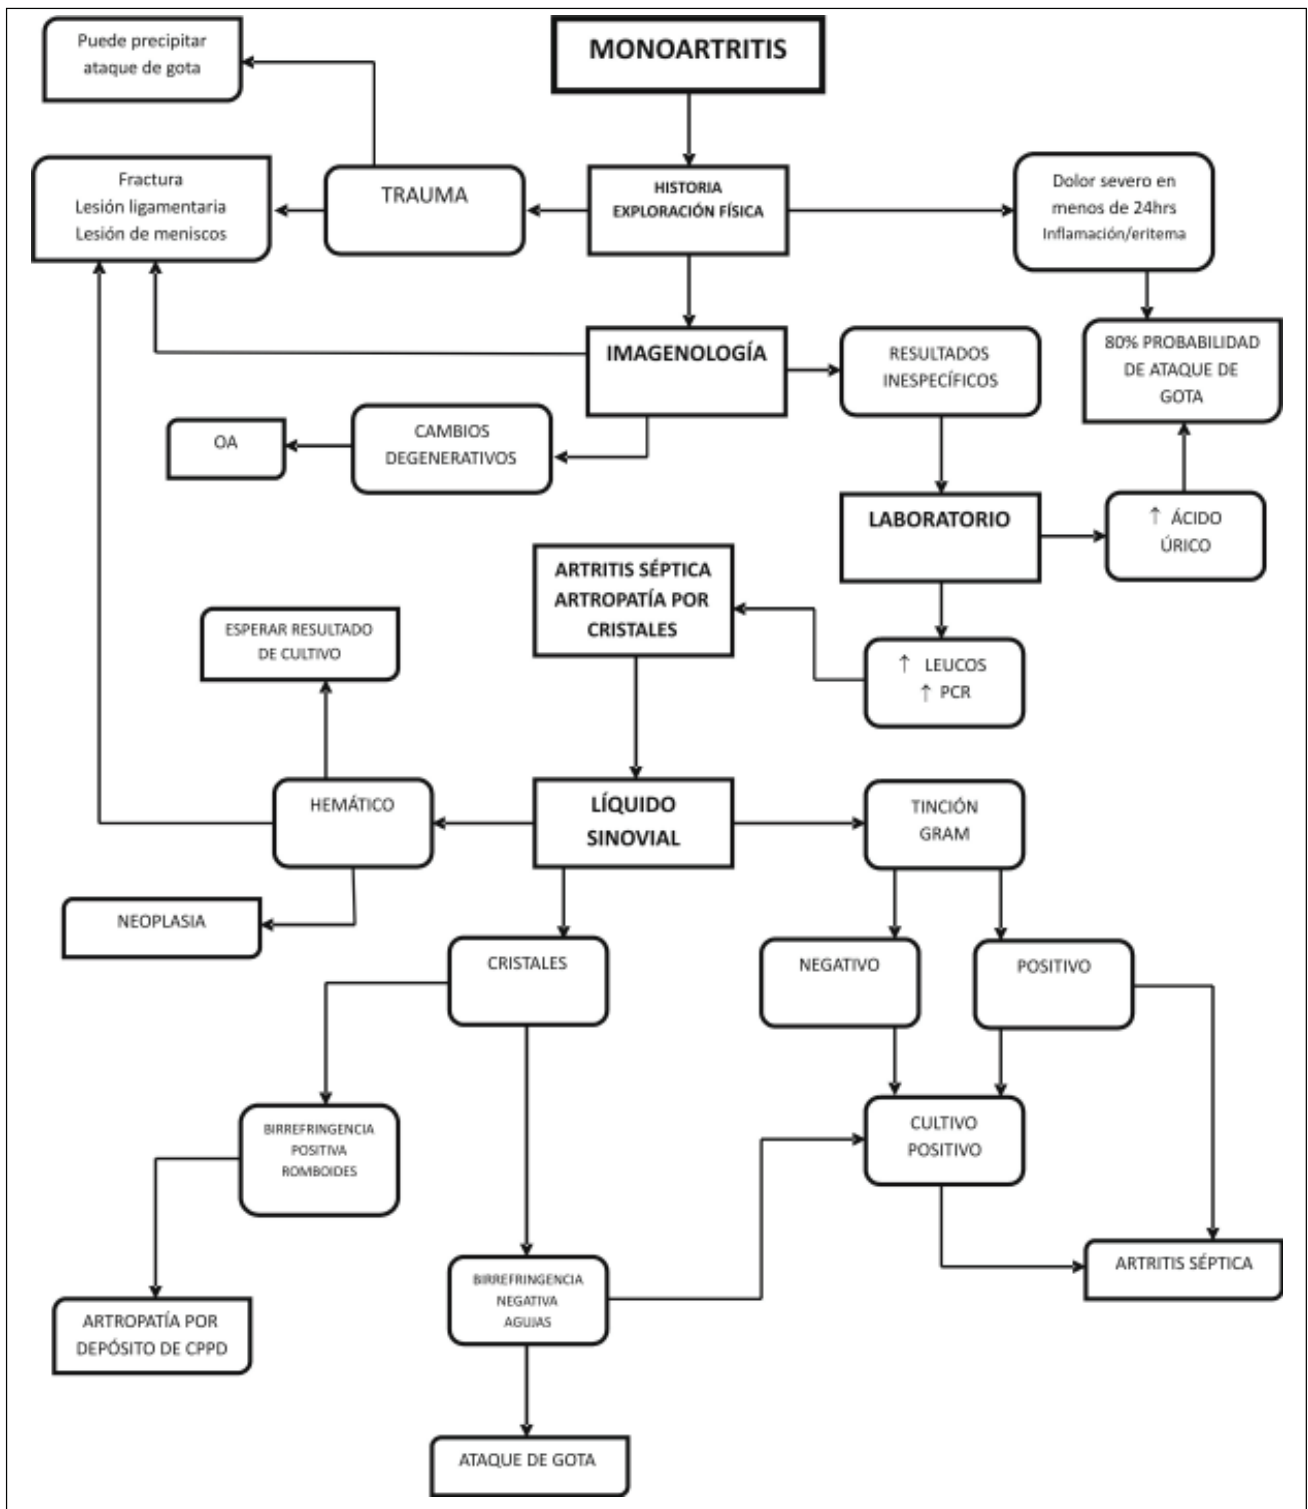 Puede precipitar
ataque de gota
MONOARTRITIS
Fractura
Lesión ligamentaria
Lesión de meniscos
TRAUMA
HISTORIA
EXPLORACIÓN FÍSICA
Dolor severo en
menos de 24hrs
Inflamación/eritema
IMAGENOLOGÍA
RESULTADOS
INESPECÍFICOS
80% PROBABILIDAD
DE ATAQUE DE
GOTA
OA
CAMBIOS
DEGENERATIVOS
LABORATORIO
↑ ÁCIDO
ÚRICO
ARTRITIS SÉPTICA
ARTROPATÍA POR
CRISTALES
ESPERAR RESULTADO
DE CULTIVO
↑ LEUCOS
↑ PCR
HEMÁTICO
LÍQUIDO
SINOVIAL
TINCIÓN
GRAM
NEOPLASIA
CRISTALES
NEGATIVO
POSITIVO
BIRREFRINGENCIA
POSITIVA
ROMBOIDES
CULTIVO
POSITIVO
ARTRITIS SÉPTICA
BIRREFRINGENCIA
NEGATIVA
AGUJAS
ARTROPATÍA POR
DEPÓSITO DE CPPD
ATAQUE DE GOTA